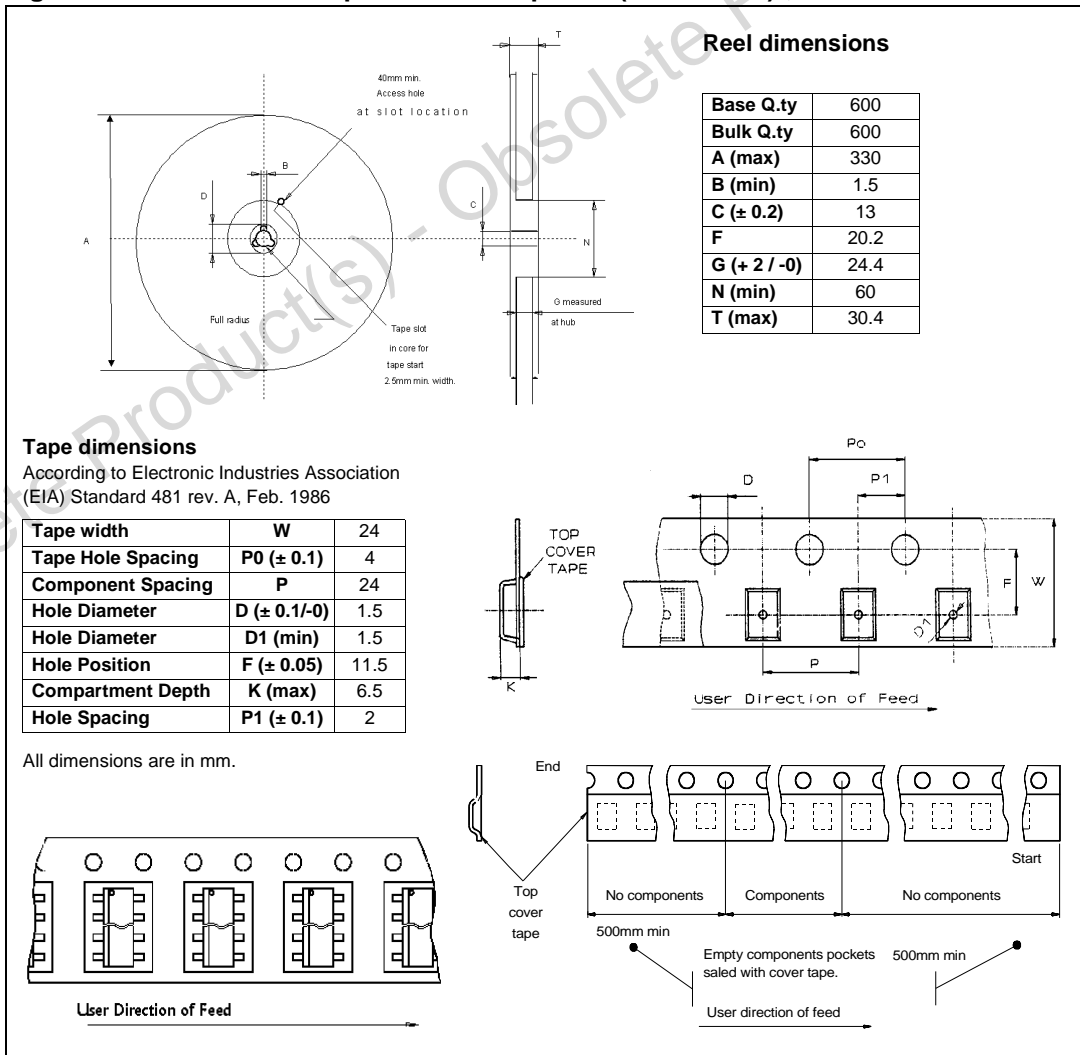 Reel dimensions
Base Q.ty 600
Bulk Q.ty 600
A (max) 330
B (min) 1.5
C (± 0.2) 13
F 20.2
G (+ 2 / -0) 24.4
N (min) 60
T (max) 30.4
T
40mm min.
Access hole
at slot location
B
D
C
A
N
G measured
at hub
Full radius
Tape slot
in core for
tape start
2.5mm min. width.
Tape dimensions
According to Electronic Industries Association
(EIA) Standard 481 rev. A, Feb. 1986
Tape width W 24
Tape Hole Spacing P0 (± 0.1) 4
Component Spacing P 24
Hole Diameter D (± 0.1/-0) 1.5
Hole Diameter D1 (min) 1.5
Hole Position F (± 0.05) 11.5
Compartment Depth K (max) 6.5
Hole Spacing P1 (± 0.1) 2
All dimensions are in mm.
Po
D
P1
TOP
COVER
TAPE
F
W
D1
K
P
User Direction of Feed
End
Start
Top
cover
tape
No components
Components
No components
500mm min
Empty components pockets
saled with cover tape.
500mm min
User direction of feed
User Direction of Feed
Product(s) - Obsolete